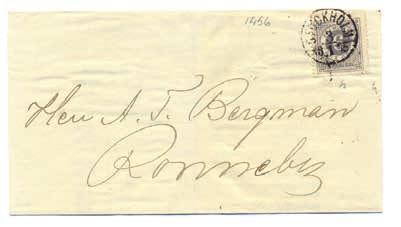 1456
STOCKHOLM
Herr A. F. Bergman
Ronneby